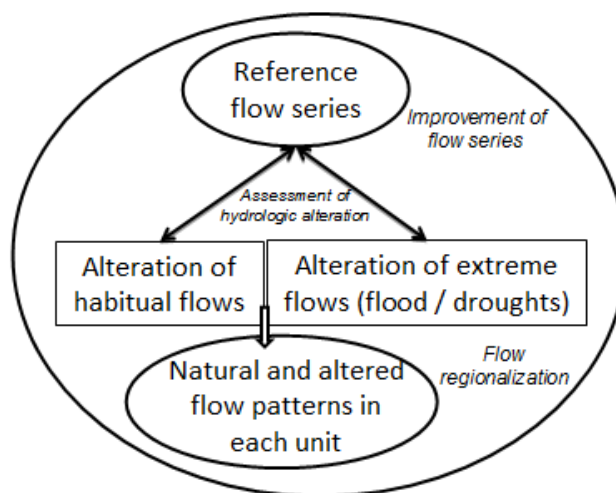 Reference
flow series
Improvement of
flow series
Assessment of
hydrologic alteration
Alteration of
habitual flows
Alteration of extreme
flows (flood / droughts)
Flow
regionalization
Natural and altered
flow patterns in
each unit